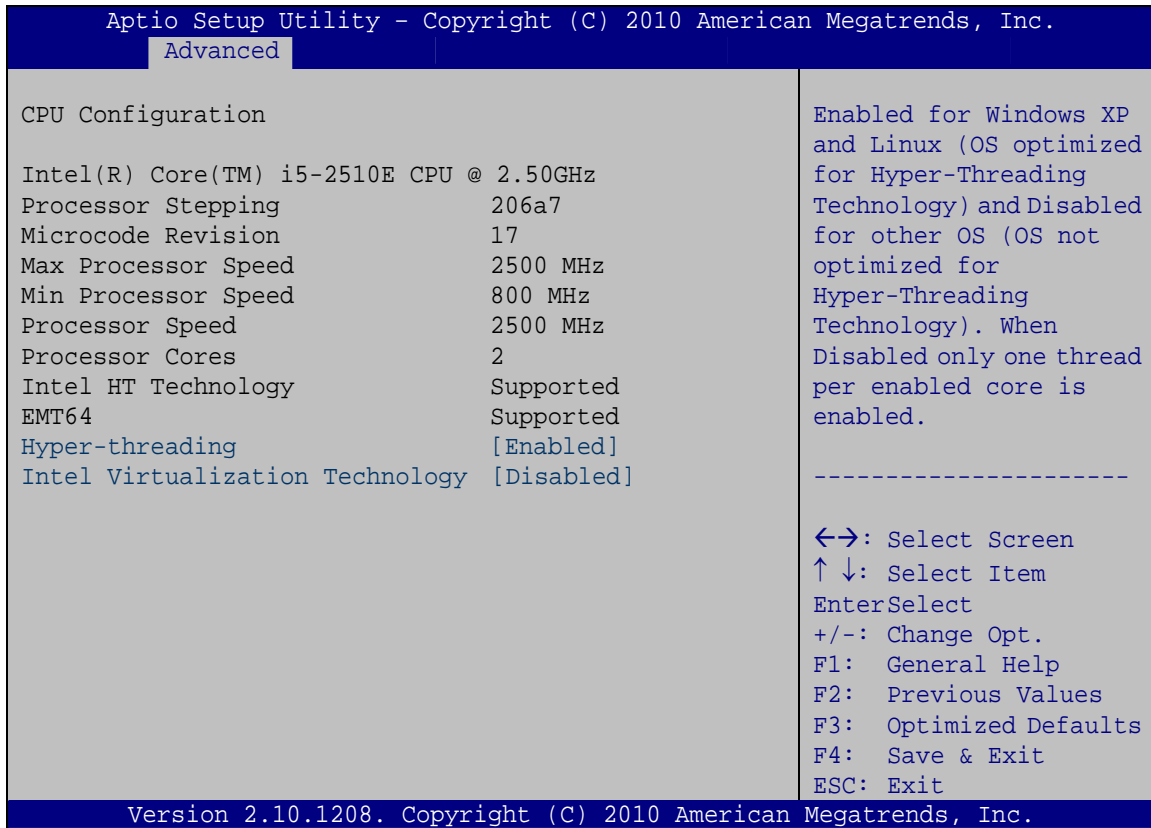 Aptio Setup Utility – Copyright (C) 2010 American Megatrends, Inc.
Advanced
CPU Configuration
Intel(R) Core(TM) i5-2510E CPU @ 2.50GHz
Processor Stepping 206a7
Microcode Revision 17
Max Processor Speed 2500 MHz
Min Processor Speed 800 MHz
Processor Speed 2500 MHz
Processor Cores 2
Intel HT Technology Supported
EMT64 Supported
Hyper-threading [Enabled]
Intel Virtualization Technology [Disabled]
Enabled for Windows XP
and Linux (OS optimized
for Hyper-Threading
Technology) and Disabled
for other OS (OS not
optimized for
Hyper-Threading
Technology). When
Disabled only one thread
per enabled core is
enabled.
----------------------
←→: Select Screen
↑ ↓: Select Item
EnterSelect
+/-: Change Opt.
F1: General Help
F2: Previous Values
F3: Optimized Defaults
F4: Save & Exit
ESC: Exit
Version 2.10.1208. Copyright (C) 2010 American Megatrends, Inc.